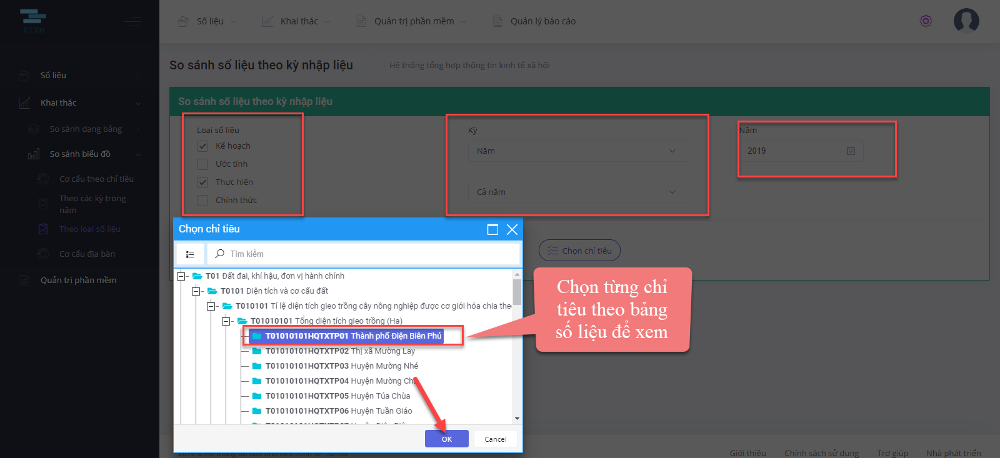 KTXH
Số liệu
Khai thác
Quản trị phần mềm
Quản lý báo cáo
So sánh số liệu theo kỳ nhập liệu
- Hệ thống tổng hợp thông tin kinh tế xã hội
Số liệu
Khai thác
So sánh dạng bảng
So sánh biểu đồ
Cơ cấu theo chỉ tiêu
Theo các kỳ trong
năm
Theo loại số liệu
Cơ cấu địa bàn
Quản trị phần mềm
So sánh số liệu theo kỳ nhập liệu
Loại số liệu
Kế hoạch
Ước tính
Thực hiện
Chính thức
Kỳ
Năm
Cả năm
Năm
2019
Chọn chỉ tiêu
Chọn chỉ tiêu
Tìm kiếm
T01 Đất đai, khí hậu, đơn vị hành chính
T0101 Diện tích và cơ cấu đất
T010101 Tỉ lệ diện tích gieo trồng cây nông nghiệp được cơ giới hóa chia the
T01010101 Tổng diện tích gieo trồng (Ha)
T01010101HQTXTP01 Thành phố Điện Biên Phủ
T01010101HQTXTP02 Thị xã Mường Lay
T01010101HQTXTP03 Huyện Mường Nhé
T01010101HQTXTP04 Huyện Mường Ch
T01010101HQTXTP05 Huyện Tủa Chùa
T01010101HQTXTP06 Huyện Tuần Giáo
OK
Cancel
Chọn từng chỉ
tiêu theo bảng
số liệu để xem
Giới thiệu
Chính sách sử dụng
Trợ giúp
Nhà phát triển